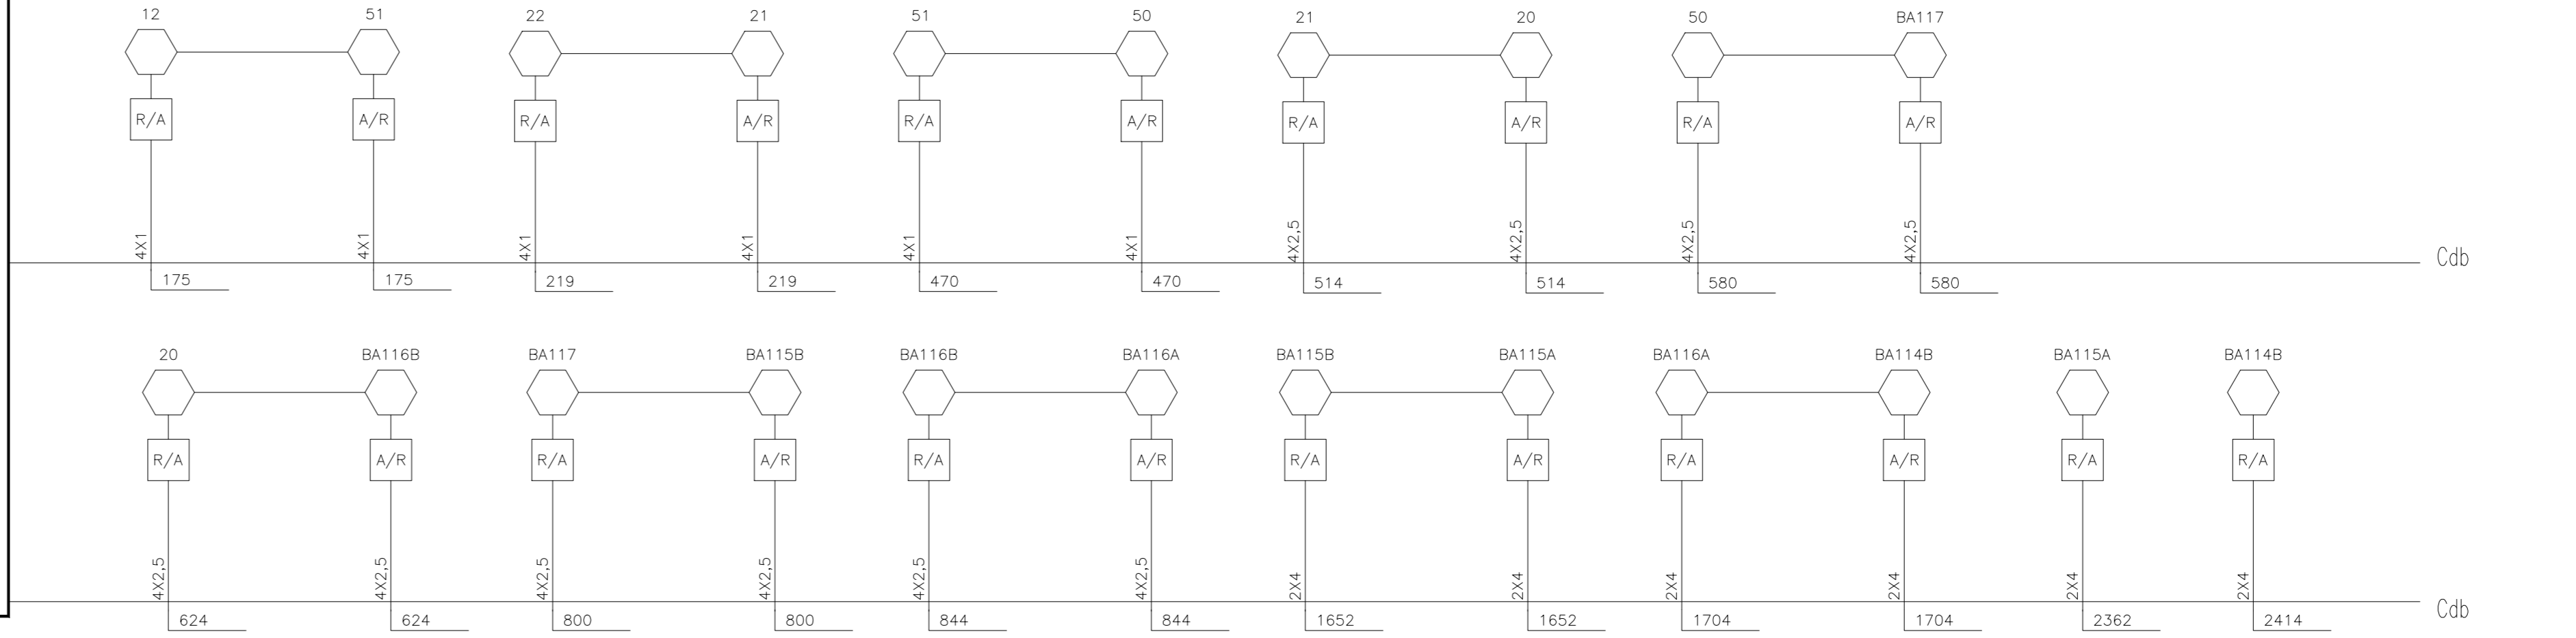 12 51 22 21 51 50 21 20 50 BA117
R/A A/R R/A A/R R/A A/R R/A A/R R/A A/R
4X1 4X1 4X1 4X1 4X1 4X1 4X2,5 4X2,5 4X2,5 4X2,5
Cdb
175 175 219 219 470 470 514 514 580 580
20 BA116B BA117 BA115B BA116B BA116A BA115B BA115A BA116A BA114B BA115A BA114B
R/A A/R R/A A/R R/A A/R R/A A/R R/A A/R R/A R/A
4X2,5 4X2,5 4X2,5 4X2,5 4X2,5 4X2,5 2X4 2X4 2X4 2X4 2X4 2X4
Cdb
624 624 800 800 844 844 1652 1652 1704 1704 2362 2414